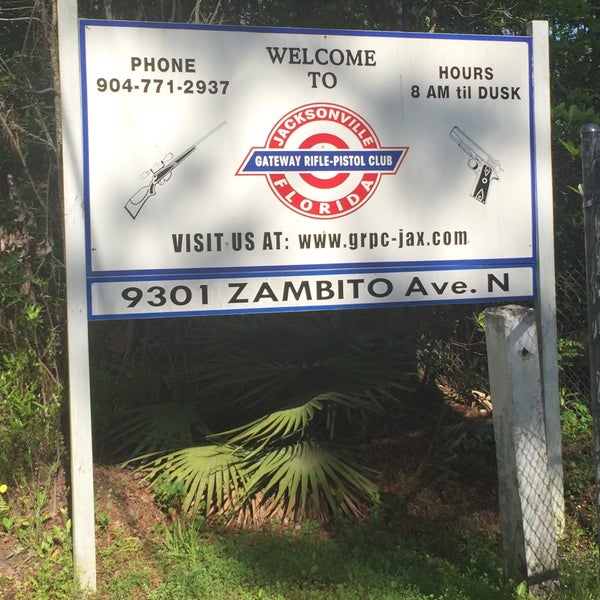 WELCOME
TO
PHONE
904-771-2937
HOURS
8 AM til DUSK
JACKSONVILLE
GATEWAY RIFLE-PISTOL CLUB
FLORIDA
VISIT US AT: www.grpc-jax.com
9301 ZAMBITO Ave. N